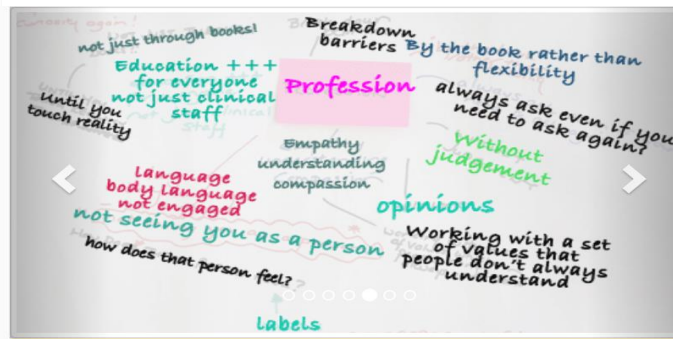 not just through books!
Breakdown
barriers
By the book rather than
flexibility
Education +++
for everyone
not just clinical
staff
Profession
always ask even if you
need to ask again?
Until you
touch reality
Without
judgement
Empathy
understanding
compassion
language
body language
not engaged
opinions
not seeing you as a person
Working with a set
of values that
people don't always
understand
how does that person feel?
labels